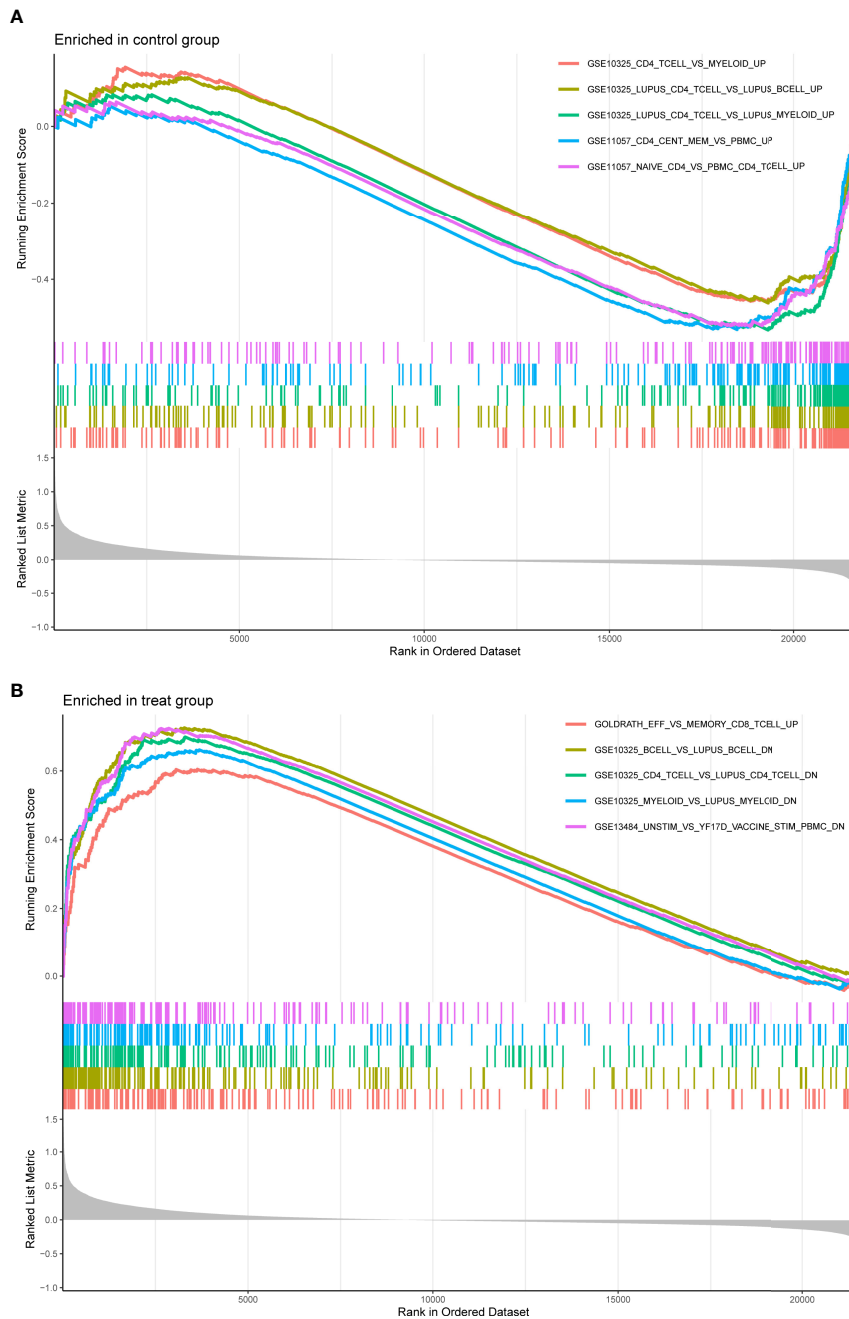 A
Enriched in control group
GSE10325_CD4_TCELL_VS_MYELOID_UP
GSE10325_LUPUS_CD4_TCELL_VS_LUPUS_BCELL_UP
GSE10325_LUPUS_CD4_TCELL_VS_LUPUS_MYELOID_UP
GSE11057_CD4_CENT_MEM_VS_PBMC_UP
GSE11057_NAIVE_CD4_VS_PBMC_CD4_TCELL_UP
Running Enrichment Score
0.0
−0.2
−0.4
Ranked List Metric
1.5
1.0
0.5
0.0
−0.5
−1.0
5000 10000 15000 20000
Rank in Ordered Dataset
B
Enriched in treat group
GOLDRATH_EFF_VS_MEMORY_CD8_TCELL_UP
GSE10325_BCELL_VS_LUPUS_BCELL_DN
GSE10325_CD4_TCELL_VS_LUPUS_CD4_TCELL_DN
GSE10325_MYELOID_VS_LUPUS_MYELOID_DN
GSE13484_UNSTIM_VS_YF17D_VACCINE_STIM_PBMC_DN
Running Enrichment Score
0.6
0.4
0.2
0.0
Ranked List Metric
1.5
1.0
0.5
0.0
−0.5
−1.0
5000 10000 15000 20000
Rank in Ordered Dataset